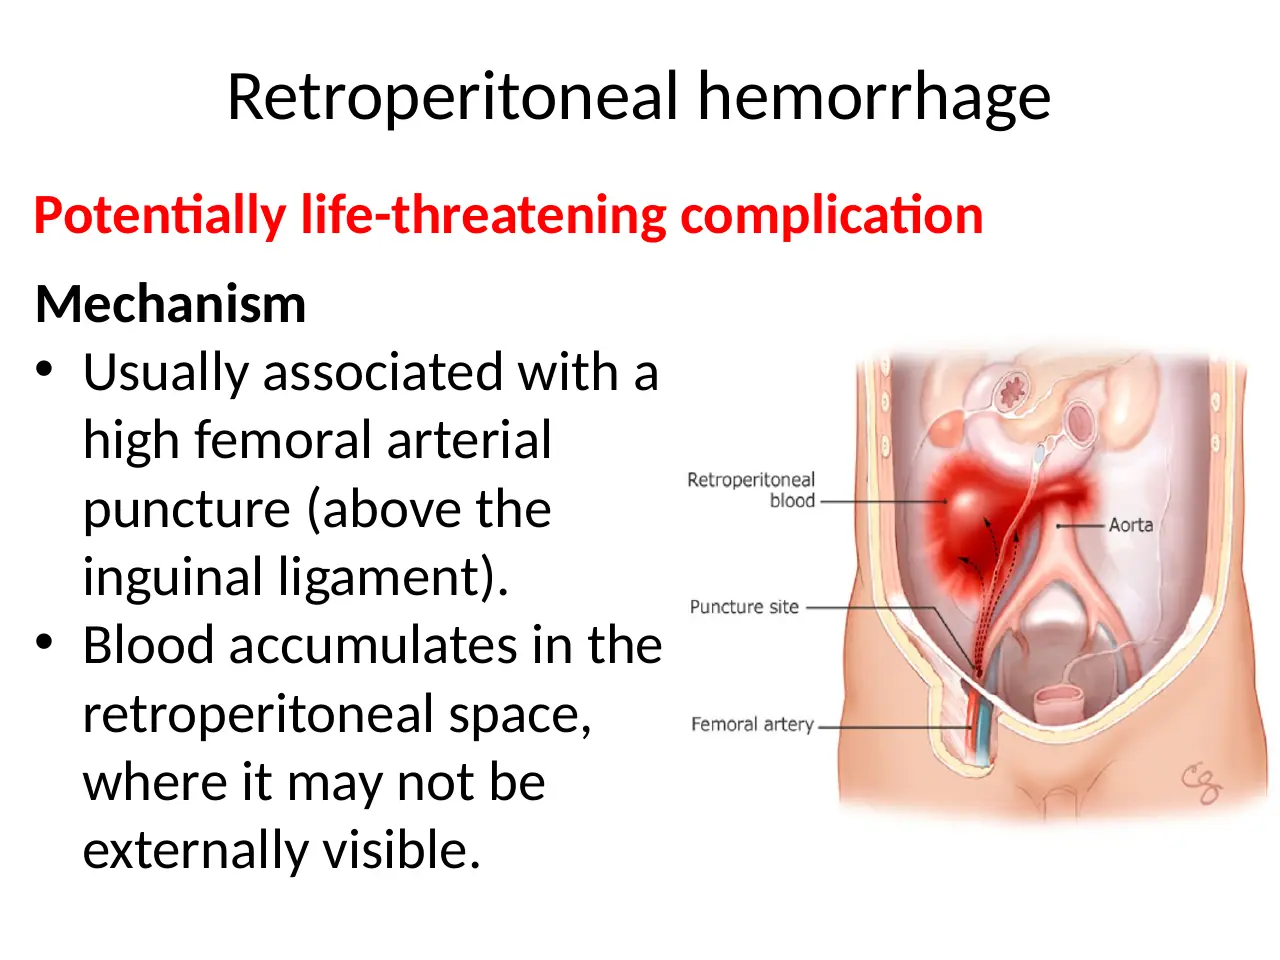 Retroperitoneal hemorrhage
Potentially life-threatening complication
Mechanism
• Usually associated with a
high femoral arterial
puncture (above the
inguinal ligament).
• Blood accumulates in the
retroperitoneal space,
where it may not be
externally visible.
Retroperitoneal
blood
Aorta
Puncture site
Femoral artery